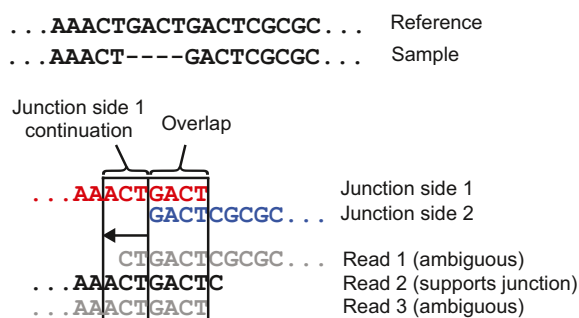 ...AAACTGACTGACTCGCGC... Reference
...AAACT----GACTCGCGC... Sample
Junction side 1
continuation
Overlap
...AAACTGACT Junction side 1
GACTCGCGC... Junction side 2
CTGACTCGCGC... Read 1 (ambiguous)
...AAACTGACTC Read 2 (supports junction)
...AAACTGACT Read 3 (ambiguous)